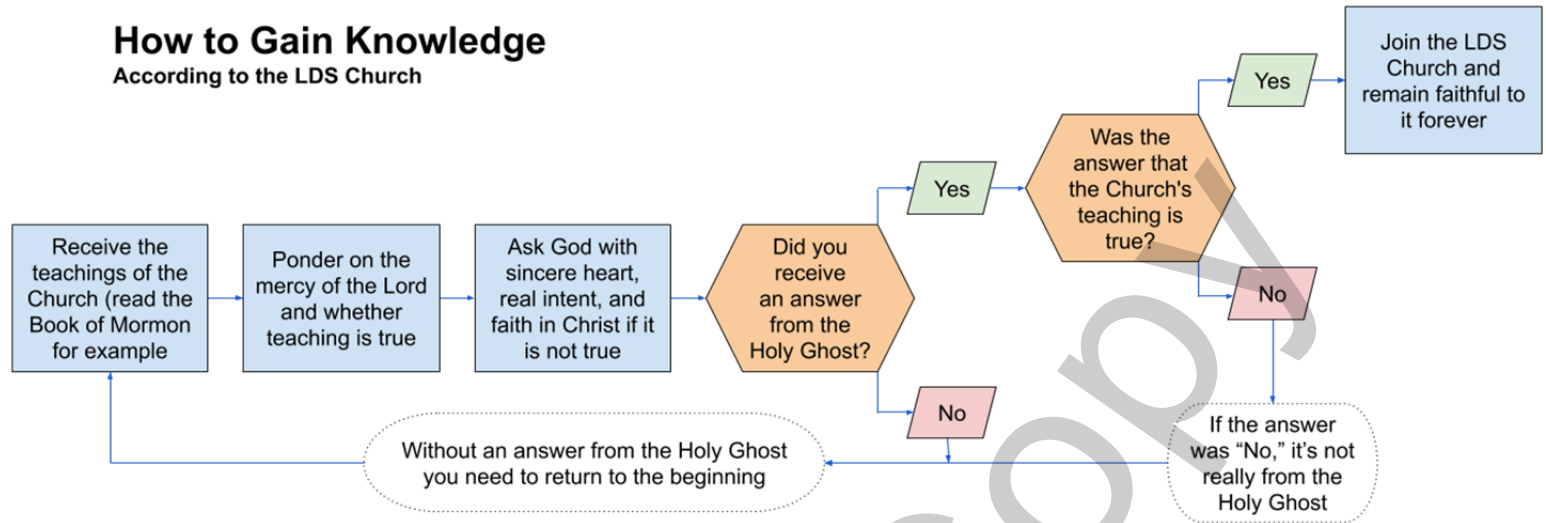 How to Gain Knowledge
According to the LDS Church
Receive the
teachings of the
Church (read the
Book of Mormon
for example
Ponder on the
mercy of the Lord
and whether
teaching is true
Ask God with
sincere heart,
real intent, and
faith in Christ if it
is not true
Did you
receive
an answer
from the
Holy Ghost?
Yes
Was the
answer that
the Church's
teaching is
true?
Yes
Join the LDS
Church and
remain faithful to
it forever
No
If the answer
was “No,” it’s not
really from the
Holy Ghost
No
Without an answer from the Holy Ghost
you need to return to the beginning
opy